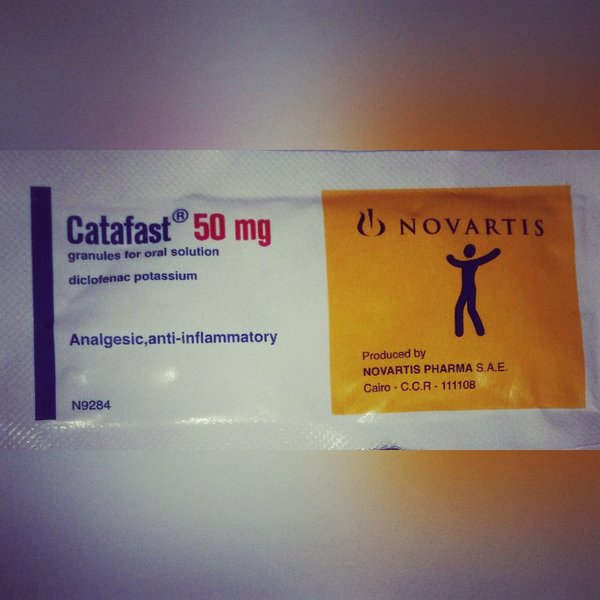 Catafast® 50 mg
granules for oral solution
diclofenac potassium
Analgesic,anti-inflammatory
N9284
NOVARTIS
Produced by
NOVARTIS PHARMA S.A.E.
Cairo - C.C.R - 111108